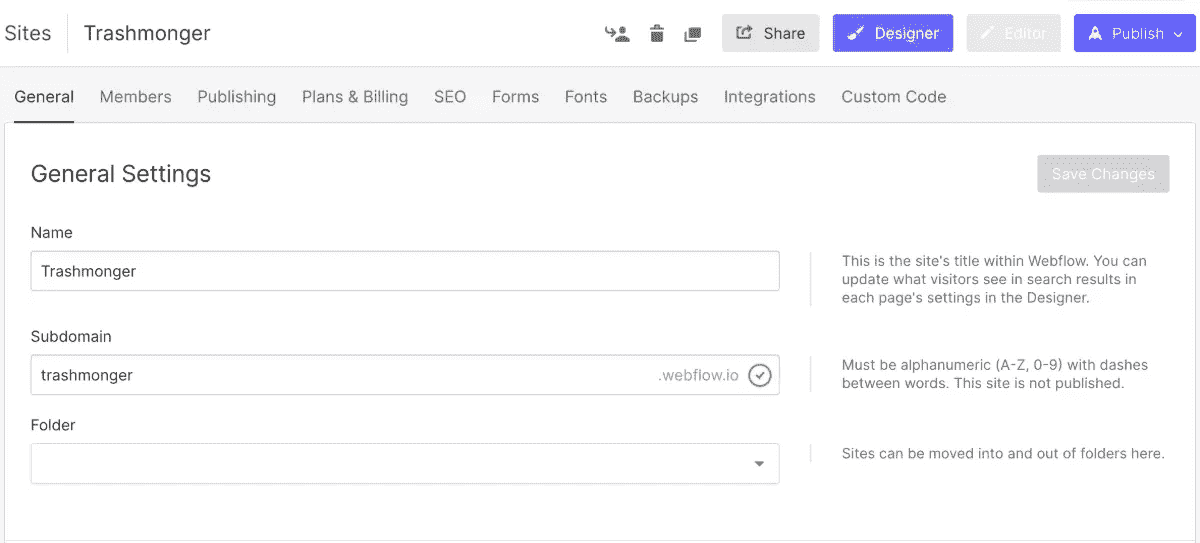 Sites Trashmonger Share Designer Editor Publish
General Members Publishing Plans & Billing SEO Forms Fonts Backups Integrations Custom Code
General Settings Save Changes
Name
Trashmonger
This is the site's title within Webflow. You can
update what visitors see in search results in
each page's settings in the Designer.
Subdomain
trashmonger .webflow.io
Must be alphanumeric (A-Z, 0-9) with dashes
between words. This site is not published.
Folder
Sites can be moved into and out of folders here.